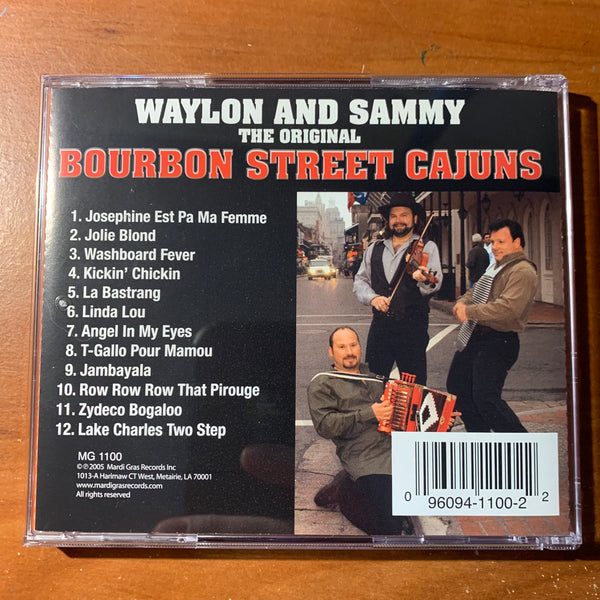 WAYLON AND SAMMY
THE ORIGINAL
BOURBON STREET CAJUNS
1. Josephine Est Pa Ma Femme
2. Jolie Blond
3. Washboard Fever
4. Kickin' Chickin
5. La Bastrang
6. Linda Lou
7. Angel In My Eyes
8. T-Gallo Pour Mamou
9. Jambayala
10. Row Row Row That Pirouge
11. Zydeco Bogaloo
12. Lake Charles Two Step
MG 1100
©℗2005 Mardi Gras Records Inc
1013-A Harimaw CT West, Metairie, LA 70001
www.mardigrasrecords.com
All rights reserved
0 96094-1100-2 2